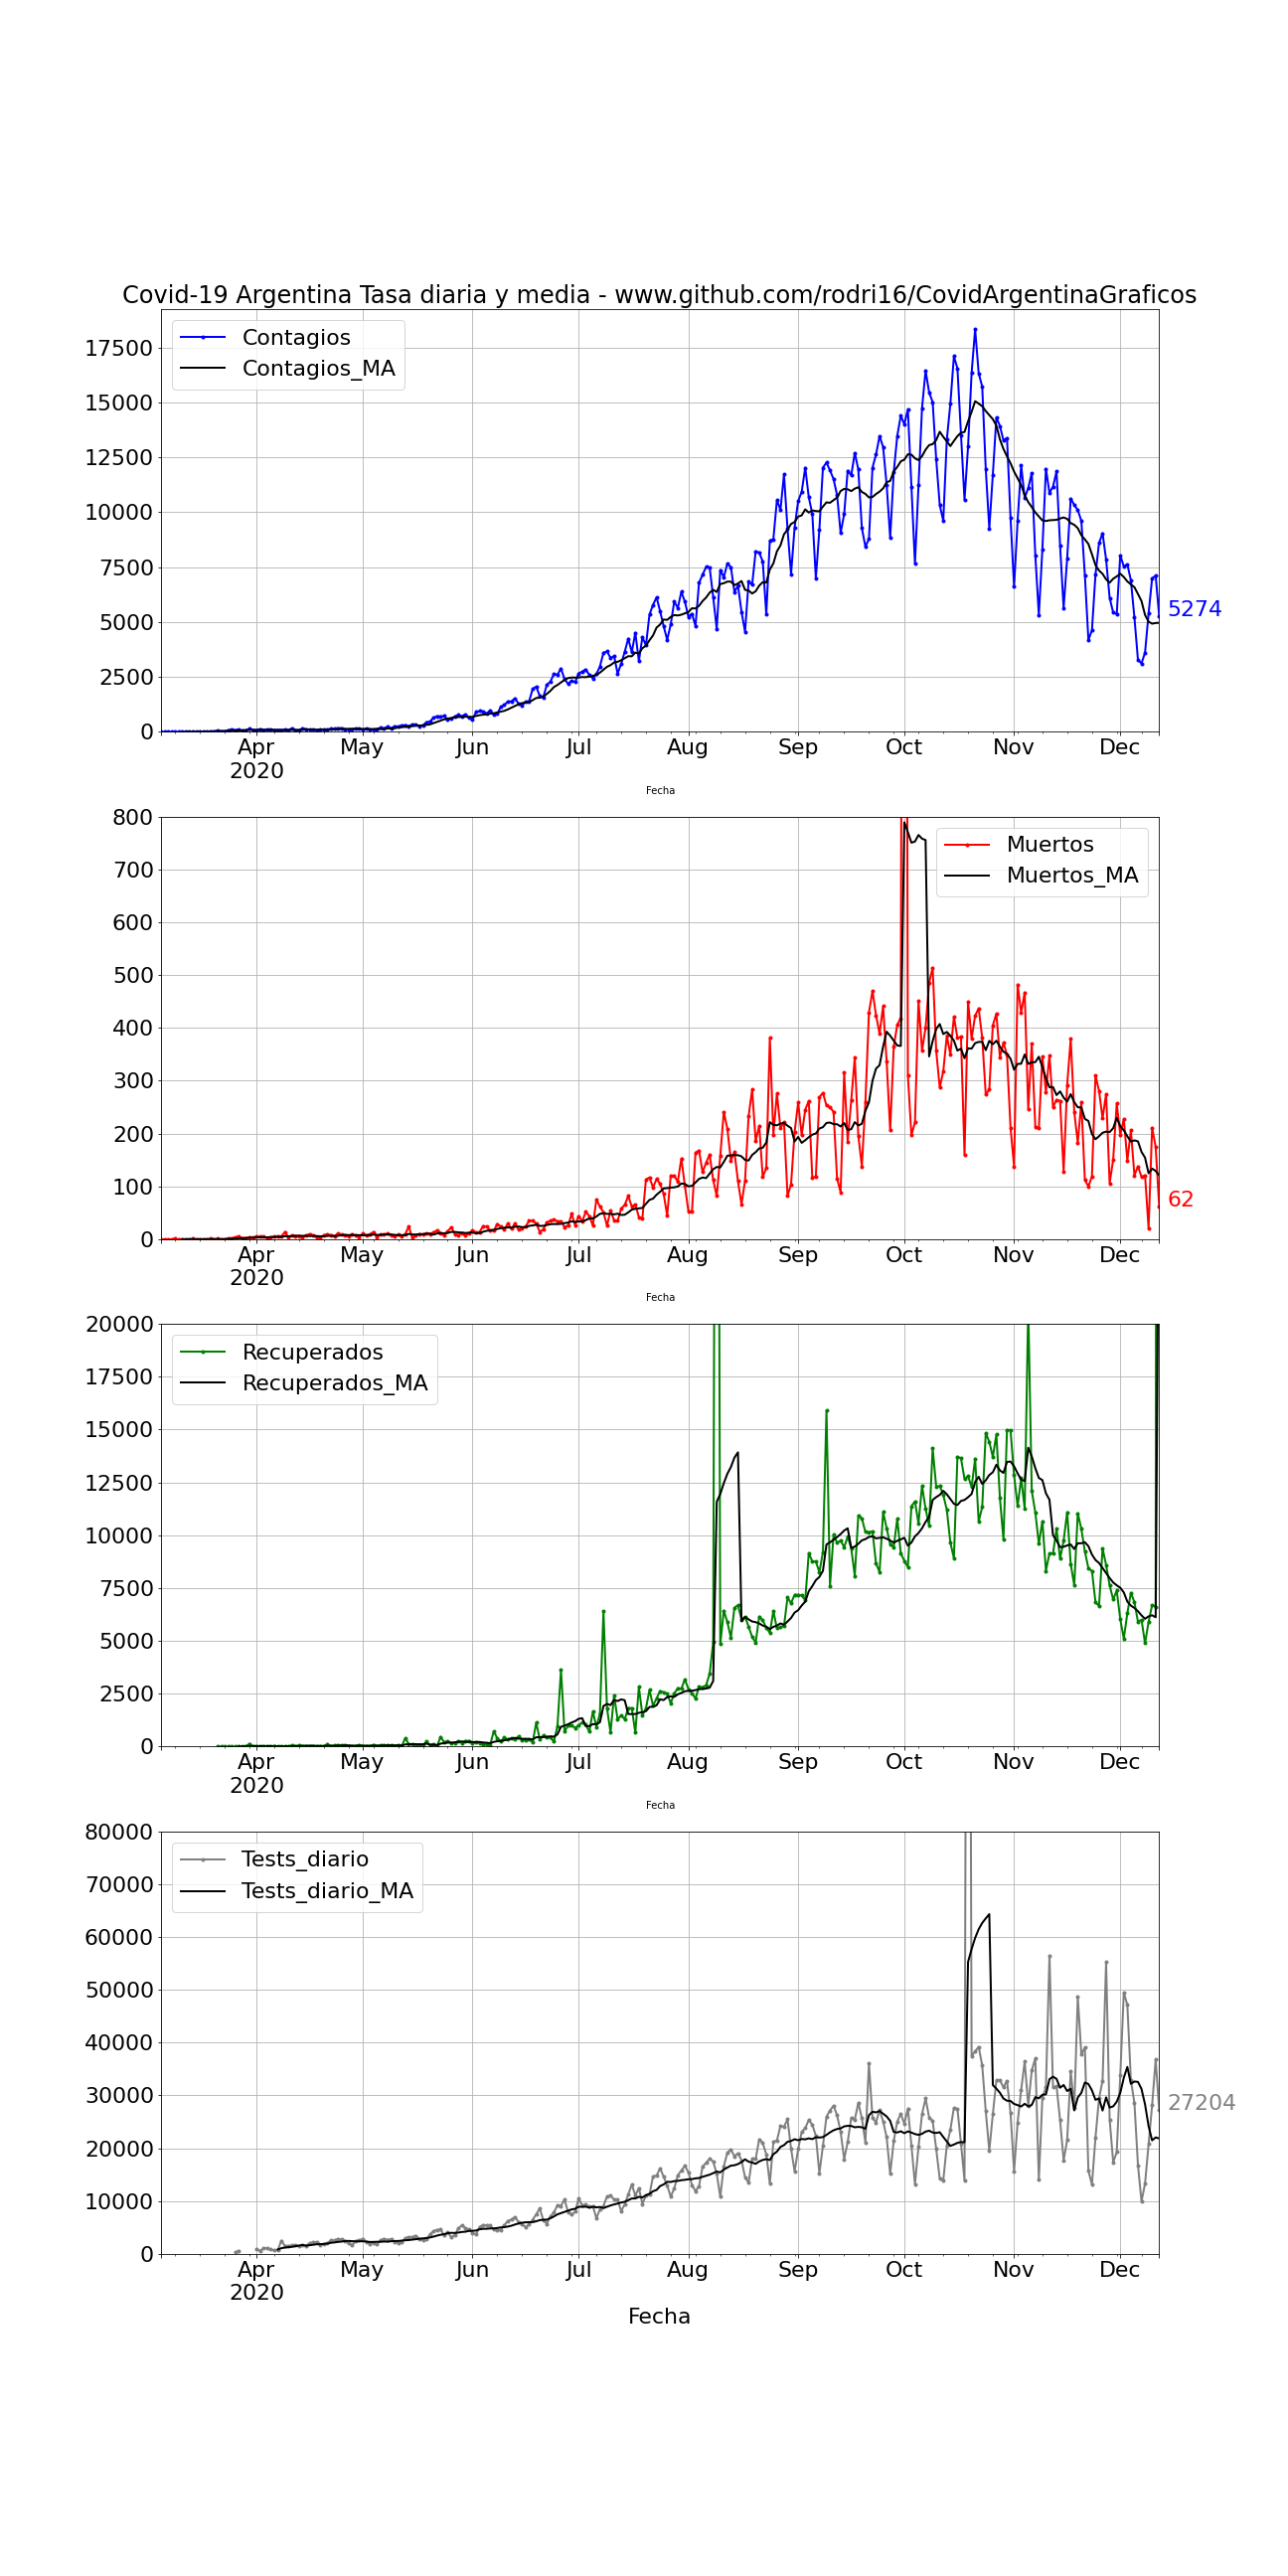 Covid-19 Argentina Tasa diaria y media - www.github.com/rodri16/CovidArgentinaGraficos
Contagios
Contagios_MA
17500
15000
12500
10000
7500
5000
2500
0
5274
Apr May Jun Jul Aug Sep Oct Nov Dec
2020
Fecha
Muertos
Muertos_MA
800
700
600
500
400
300
200
100
0
62
Apr May Jun Jul Aug Sep Oct Nov Dec
2020
Fecha
Recuperados
Recuperados_MA
20000
17500
15000
12500
10000
7500
5000
2500
0
Apr May Jun Jul Aug Sep Oct Nov Dec
2020
Fecha
Tests_diario
Tests_diario_MA
80000
70000
60000
50000
40000
30000
20000
10000
0
27204
Apr May Jun Jul Aug Sep Oct Nov Dec
2020
Fecha